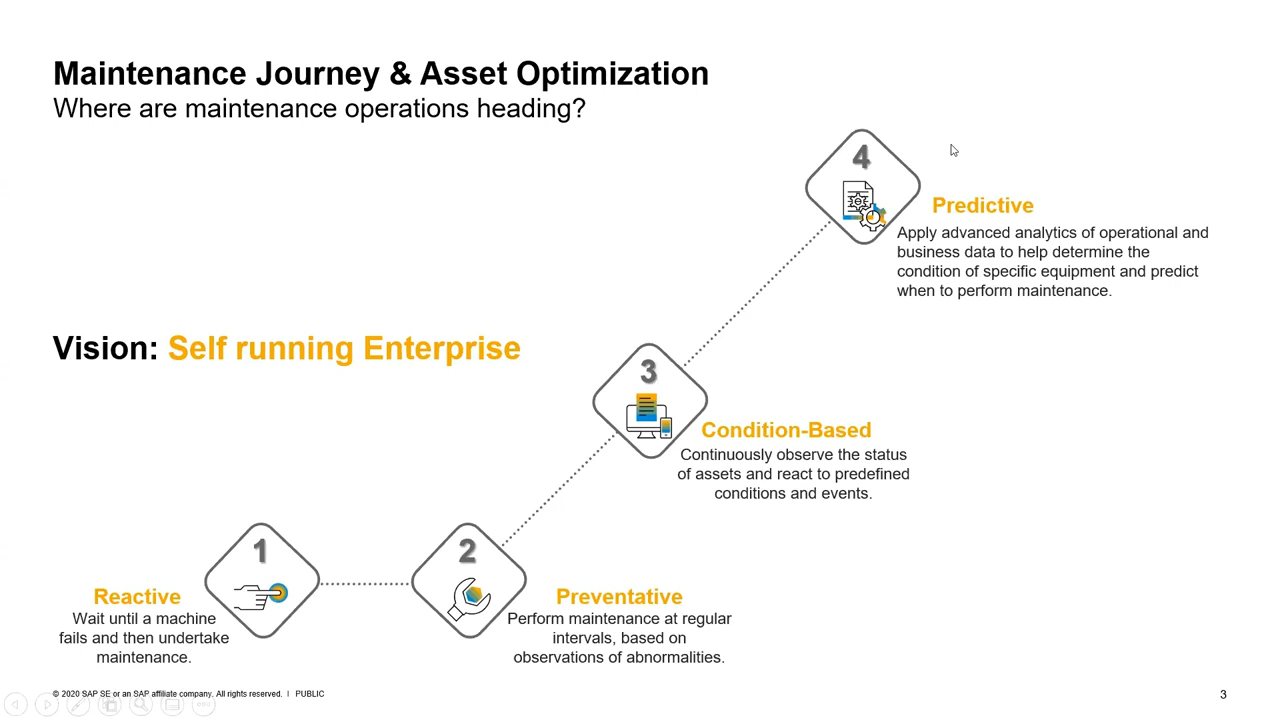 Maintenance Journey & Asset Optimization
Where are maintenance operations heading?
4
Predictive
Apply advanced analytics of operational and
business data to help determine the
condition of specific equipment and predict
when to perform maintenance.
Vision: Self running Enterprise
3
Condition-Based
Continuously observe the status
of assets and react to predefined
conditions and events.
1
Reactive
Wait until a machine
fails and then undertake
maintenance.
2
Preventative
Perform maintenance at regular
intervals, based on
observations of abnormalities.
© 2020 SAP SE or an SAP affiliate company. All rights reserved. | PUBLIC
3